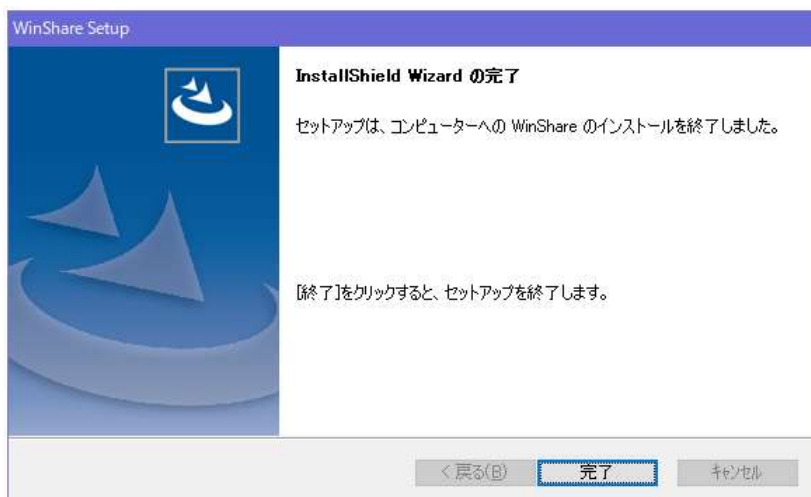 WinShare Setup
InstallShield Wizard の完了
セットアップは、コンピューターへの WinShare のインストールを終了しました。
[終了]をクリックすると、セットアップを終了します。
< 戻る(B)
完了
キャンセル